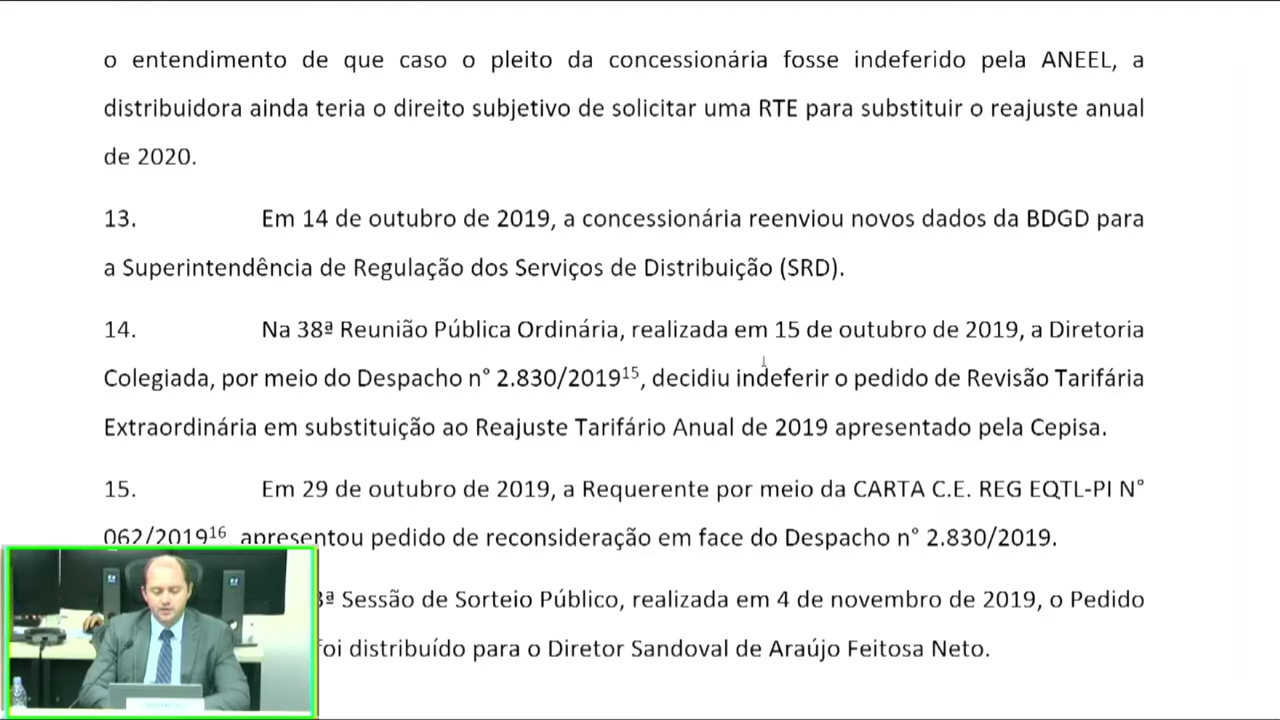 o entendimento de que caso o pleito da concessionária fosse indeferido pela ANEEL, a
distribuidora ainda teria o direito subjetivo de solicitar uma RTE para substituir o reajuste anual
de 2020.
13. Em 14 de outubro de 2019, a concessionária reenviou novos dados da BDGD para
a Superintendência de Regulação dos Serviços de Distribuição (SRD).
14. Na 38ª Reunião Pública Ordinária, realizada em 15 de outubro de 2019, a Diretoria
Colegiada, por meio do Despacho n° 2.830/2019¹⁵, decidiu indeferir o pedido de Revisão Tarifária
Extraordinária em substituição ao Reajuste Tarifário Anual de 2019 apresentado pela Cepisa.
15. Em 29 de outubro de 2019, a Requerente por meio da CARTA C.E. REG EQTL-PI N°
062/2019¹⁶, apresentou pedido de reconsideração em face do Despacho n° 2.830/2019.
3ª Sessão de Sorteio Público, realizada em 4 de novembro de 2019, o Pedido
foi distribuído para o Diretor Sandoval de Araújo Feitosa Neto.